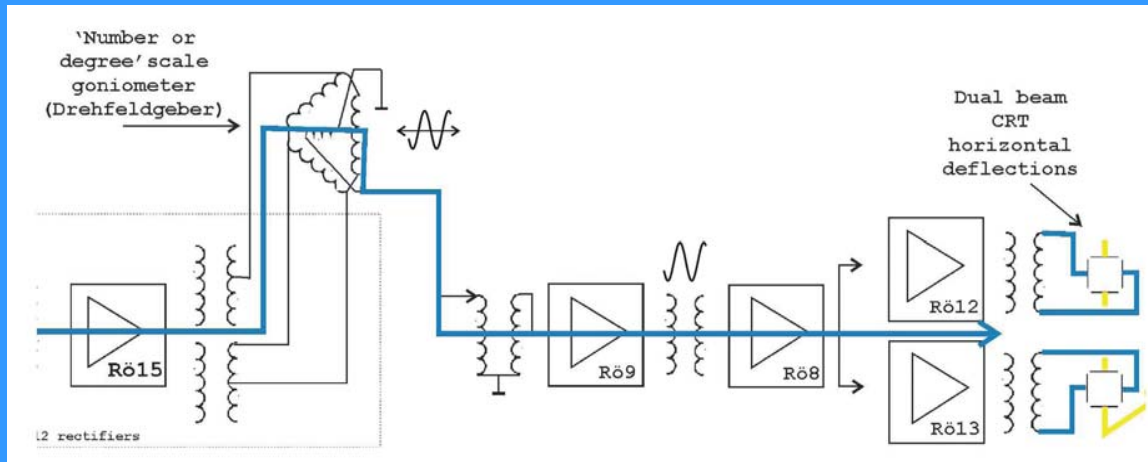 ‘Number or
degree’ scale
goniometer
(Drehfeldgeber)
Dual beam
CRT
horizontal
deflections
Rö15
Rö9
Rö8
Rö12
Rö13
12 rectifiers